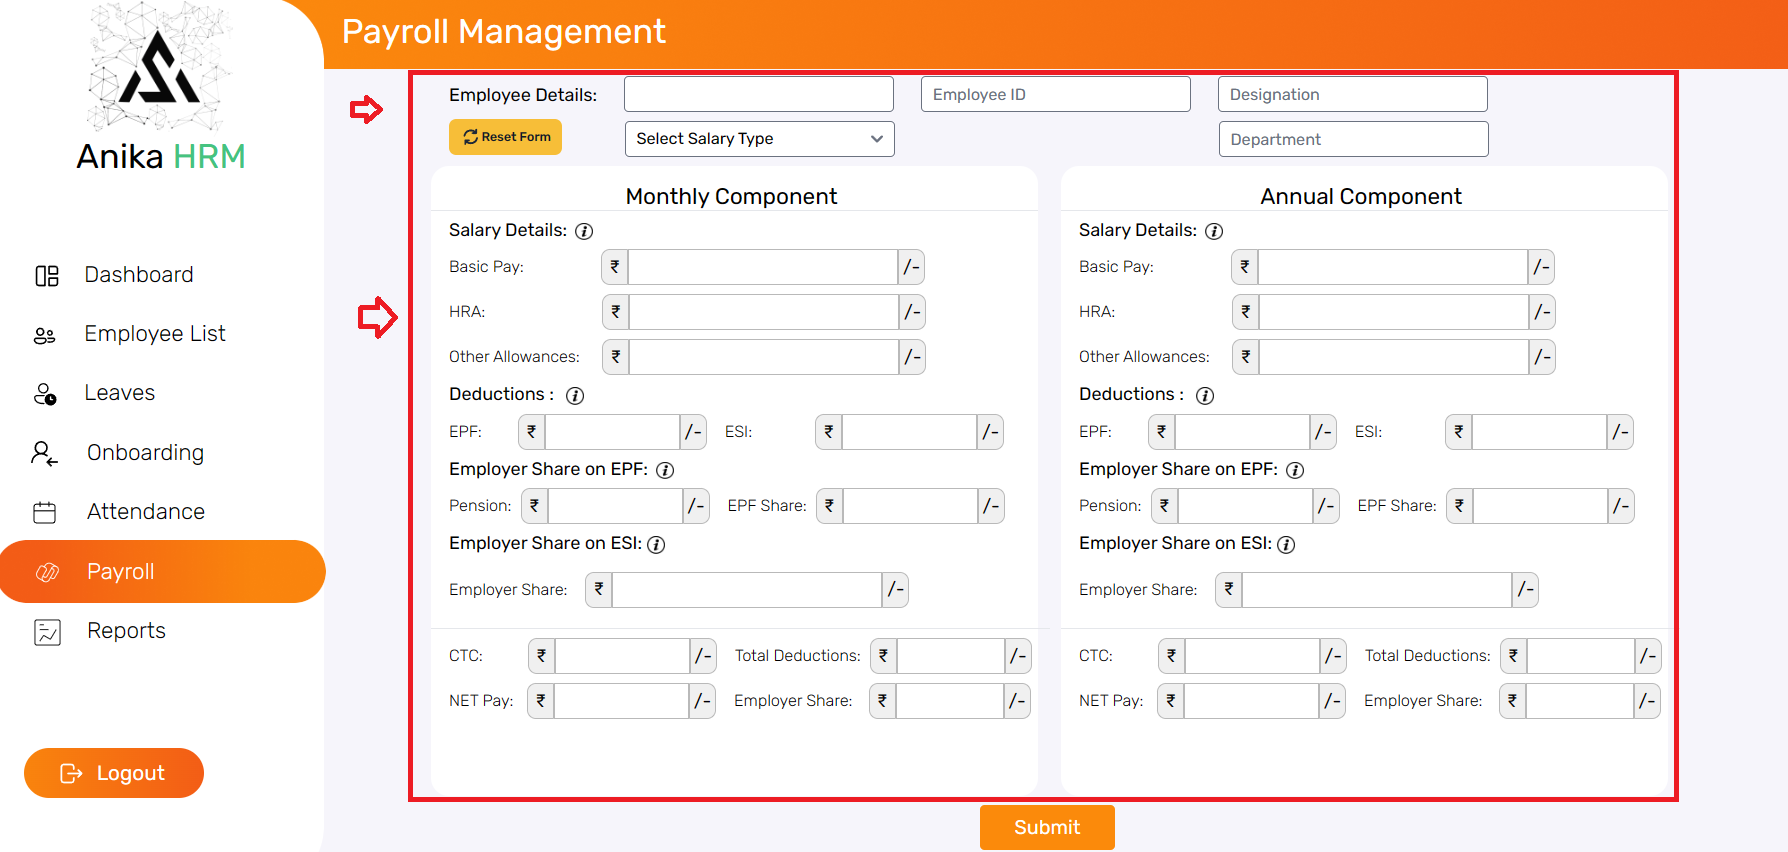 Payroll Management
Anika HRM
Dashboard
Employee List
Leaves
Onboarding
Attendance
Payroll
Reports
Logout
Employee Details: Employee ID Designation
Reset Form Select Salary Type Department
Monthly Component
Salary Details:
Basic Pay: ₹ /-
HRA: ₹ /-
Other Allowances: ₹ /-
Deductions :
EPF: ₹ /- ESI: ₹ /-
Employer Share on EPF:
Pension: ₹ /- EPF Share: ₹ /-
Employer Share on ESI:
Employer Share: ₹ /-
CTC: ₹ /- Total Deductions: ₹ /-
NET Pay: ₹ /- Employer Share: ₹ /-
Annual Component
Salary Details:
Basic Pay: ₹ /-
HRA: ₹ /-
Other Allowances: ₹ /-
Deductions :
EPF: ₹ /- ESI: ₹ /-
Employer Share on EPF:
Pension: ₹ /- EPF Share: ₹ /-
Employer Share on ESI:
Employer Share: ₹ /-
CTC: ₹ /- Total Deductions: ₹ /-
NET Pay: ₹ /- Employer Share: ₹ /-
Submit